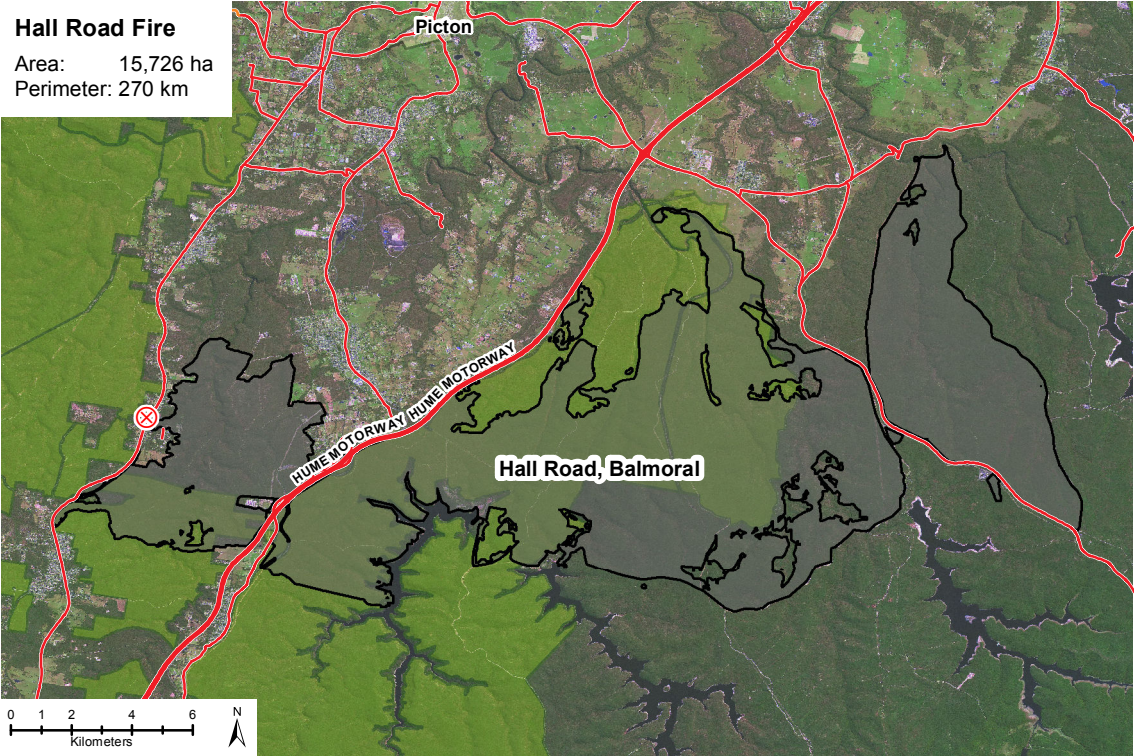 Hall Road Fire
Area: 15,726 ha
Perimeter: 270 km
Picton
HUME MOTORWAY
HUME MOTORWAY
Hall Road, Balmoral
0 1 2 4 6
Kilometers
N